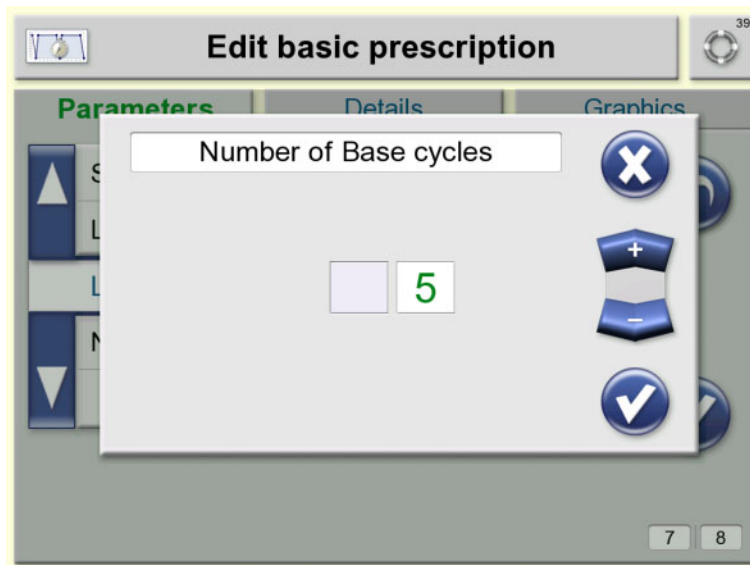 Edit basic prescription
39
Parameters
Details
Graphics
Number of Base cycles
5
+
−
7
8